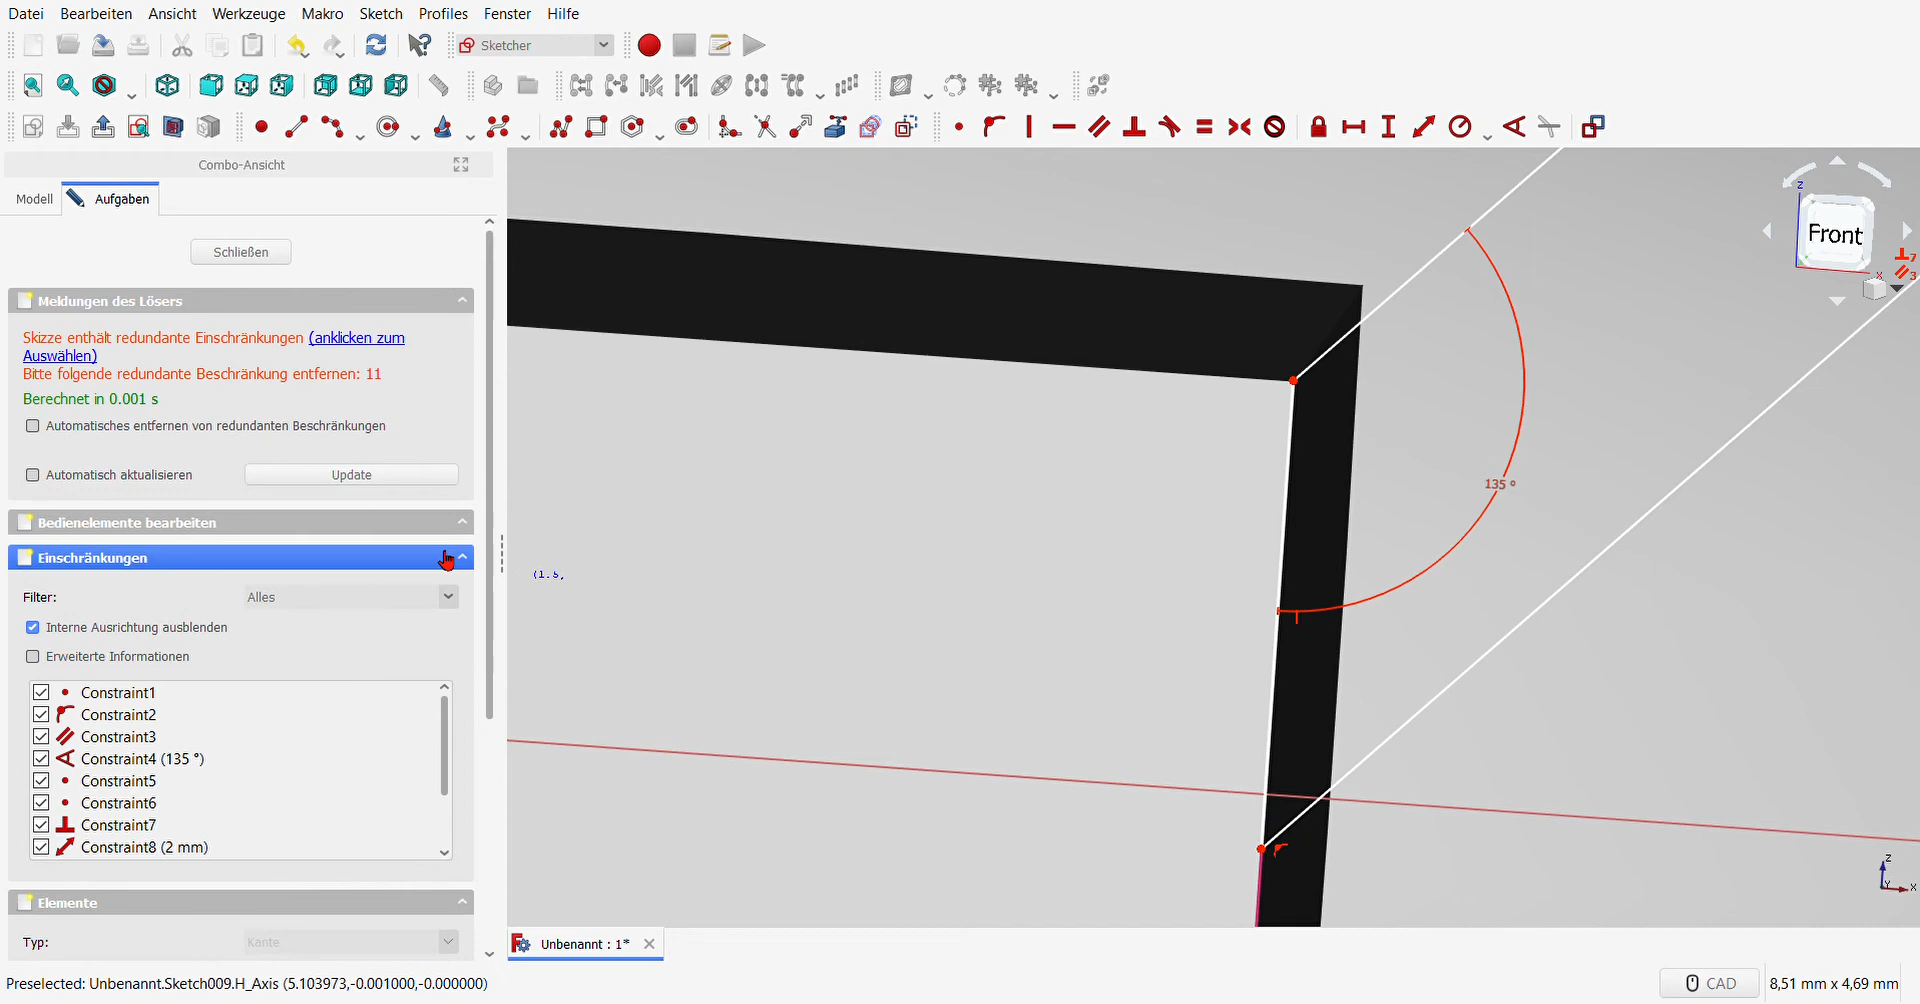 Datei Bearbeiten Ansicht Werkzeuge Makro Sketch Profiles Fenster Hilfe
Sketcher
Combo-Ansicht
Modell Aufgaben
Schließen
Meldungen des Lösers
Skizze enthält redundante Einschränkungen (anklicken zum
Auswählen)
Bitte folgende redundante Beschränkung entfernen: 11
Berechnet in 0.001 s
Automatisches entfernen von redundanten Beschränkungen
Automatisch aktualisieren Update
Bedienelemente bearbeiten
Einschränkungen
Filter: Alles
Interne Ausrichtung ausblenden
Erweiterte Informationen
Constraint1
Constraint2
Constraint3
Constraint4 (135 °)
Constraint5
Constraint6
Constraint7
Constraint8 (2 mm)
Elemente
Typ: Kante
(1.5,
135 °
Z
Front
X
7
3
Z
Y
X
Unbenannt : 1*
Preselected: Unbenannt.Sketch009.H_Axis (5.103973,-0.001000,-0.000000)
CAD
8,51 mm x 4,69 mm